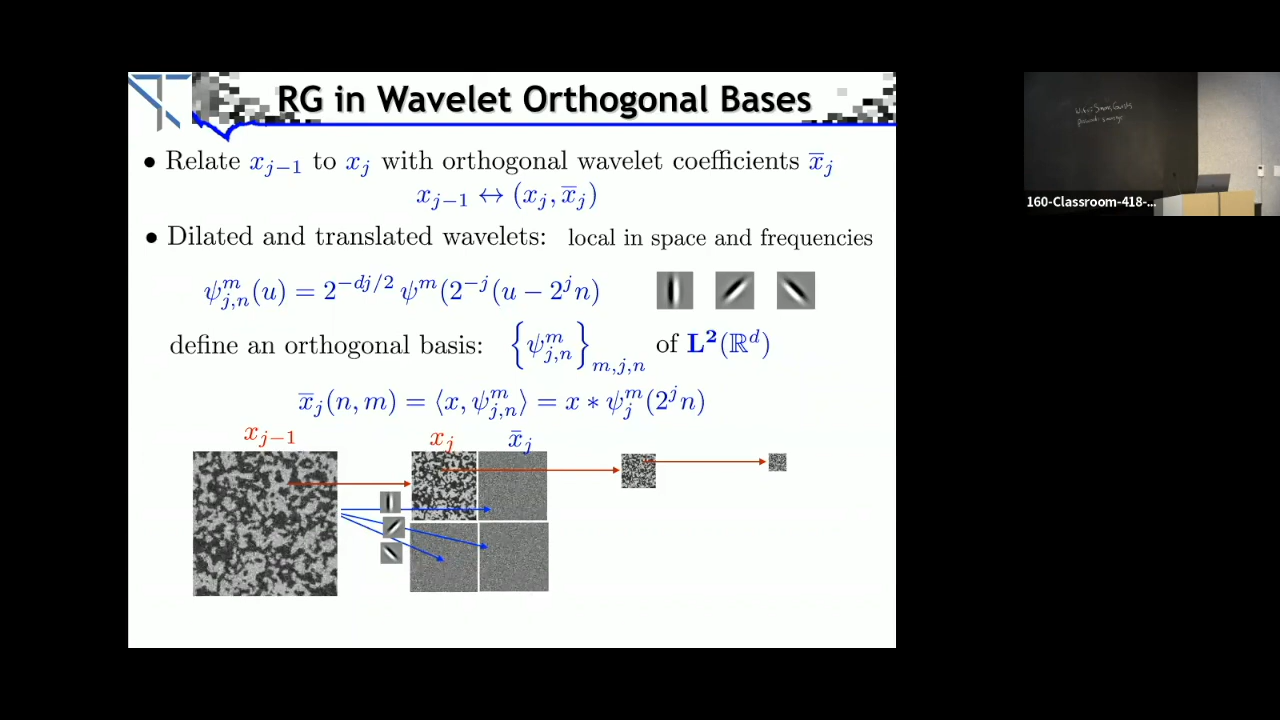 RG in Wavelet Orthogonal Bases
• Relate x_{j−1} to x_j with orthogonal wavelet coefficients x̄_j
x_{j−1} ↔ (x_j, x̄_j)
• Dilated and translated wavelets: local in space and frequencies
ψ^m_{j,n}(u) = 2^{−dj/2} ψ^m(2^{−j}(u − 2^j n)
define an orthogonal basis: {ψ^m_{j,n}}_{m,j,n} of L²(ℝ^d)
x̄_j(n, m) = ⟨x, ψ^m_{j,n}⟩ = x ∗ ψ^m_j(2^j n)
x_{j−1} x_j x̄_j
160-Classroom-418-...